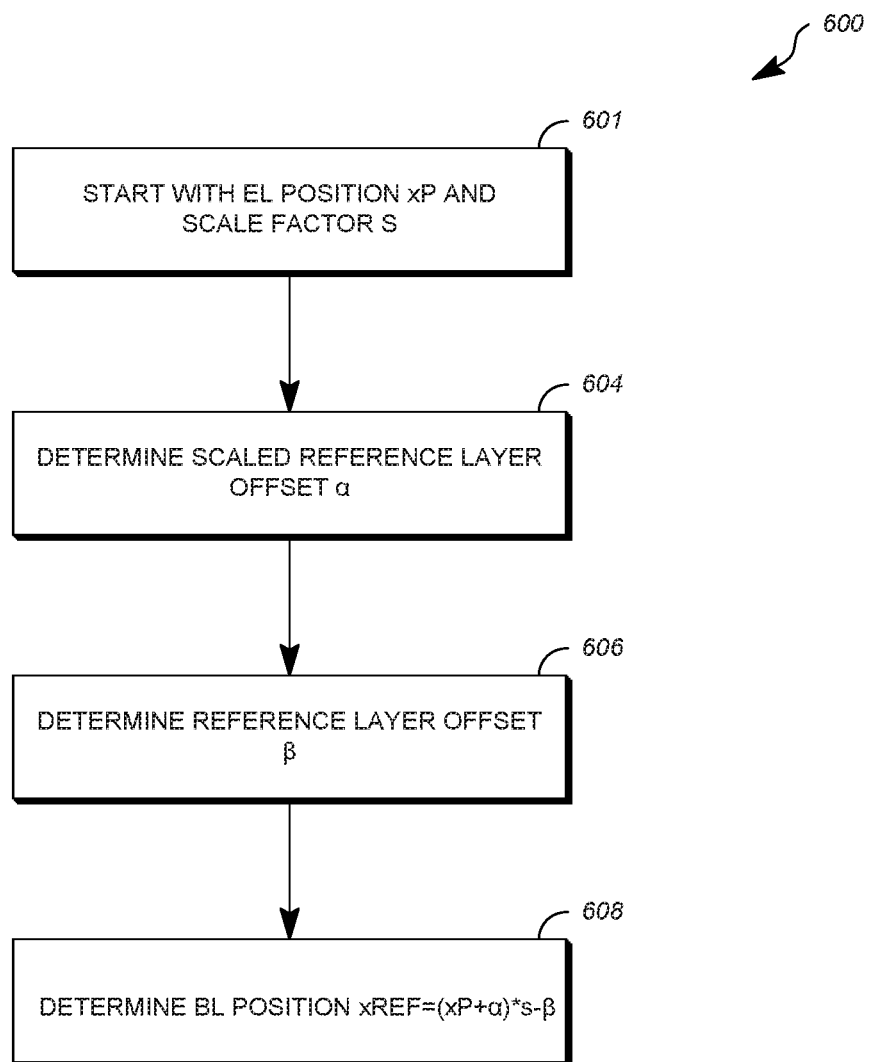 600
601
START WITH EL POSITION xP AND
SCALE FACTOR S
604
DETERMINE SCALED REFERENCE LAYER
OFFSET α
606
DETERMINE REFERENCE LAYER OFFSET
β
608
DETERMINE BL POSITION xREF=(xP+α)*s-β